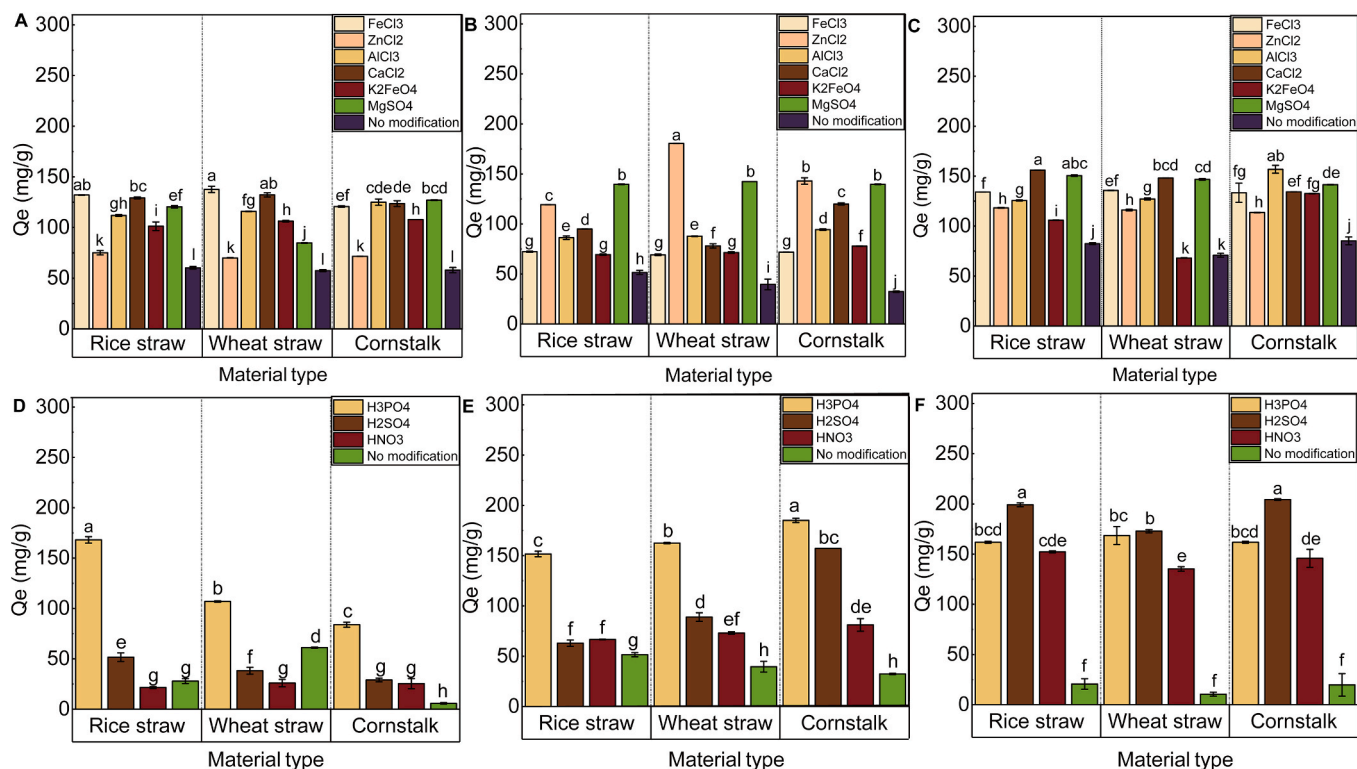 A
300
250
200
150
100
50
0
Qe (mg/g)
FeCl3
ZnCl2
AlCl3
CaCl2
K2FeO4
MgSO4
No modification
ab
k
gh
bc
i
ef
l
a
k
fg
ab
h
j
l
ef
k
cde
de
h
bcd
l
Rice straw
Wheat straw
Cornstalk
Material type
B
300
250
200
150
100
50
0
Qe (mg/g)
FeCl3
ZnCl2
AlCl3
CaCl2
K2FeO4
MgSO4
No modification
g
c
e
d
g
b
h
g
a
e
f
g
b
i
g
b
d
c
f
b
j
Rice straw
Wheat straw
Cornstalk
Material type
C
300
250
200
150
100
50
0
Qe (mg/g)
FeCl3
ZnCl2
AlCl3
CaCl2
K2FeO4
MgSO4
No modification
f
h
g
a
i
abc
j
ef
h
g
bcd
k
cd
k
fg
h
ab
ef
f
de
j
Rice straw
Wheat straw
Cornstalk
Material type
D
300
250
200
150
100
50
0
Qe (mg/g)
H3PO4
H2SO4
HNO3
No modification
a
e
g
g
b
f
g
d
c
g
g
h
Rice straw
Wheat straw
Cornstalk
Material type
E
300
250
200
150
100
50
0
Qe (mg/g)
H3PO4
H2SO4
HNO3
No modification
c
f
f
g
b
d
ef
h
a
bc
de
h
Rice straw
Wheat straw
Cornstalk
Material type
F
300
250
200
150
100
50
0
Qe (mg/g)
H3PO4
H2SO4
HNO3
No modification
bcd
a
cde
f
bc
b
e
f
bcd
a
de
f
Rice straw
Wheat straw
Cornstalk
Material type